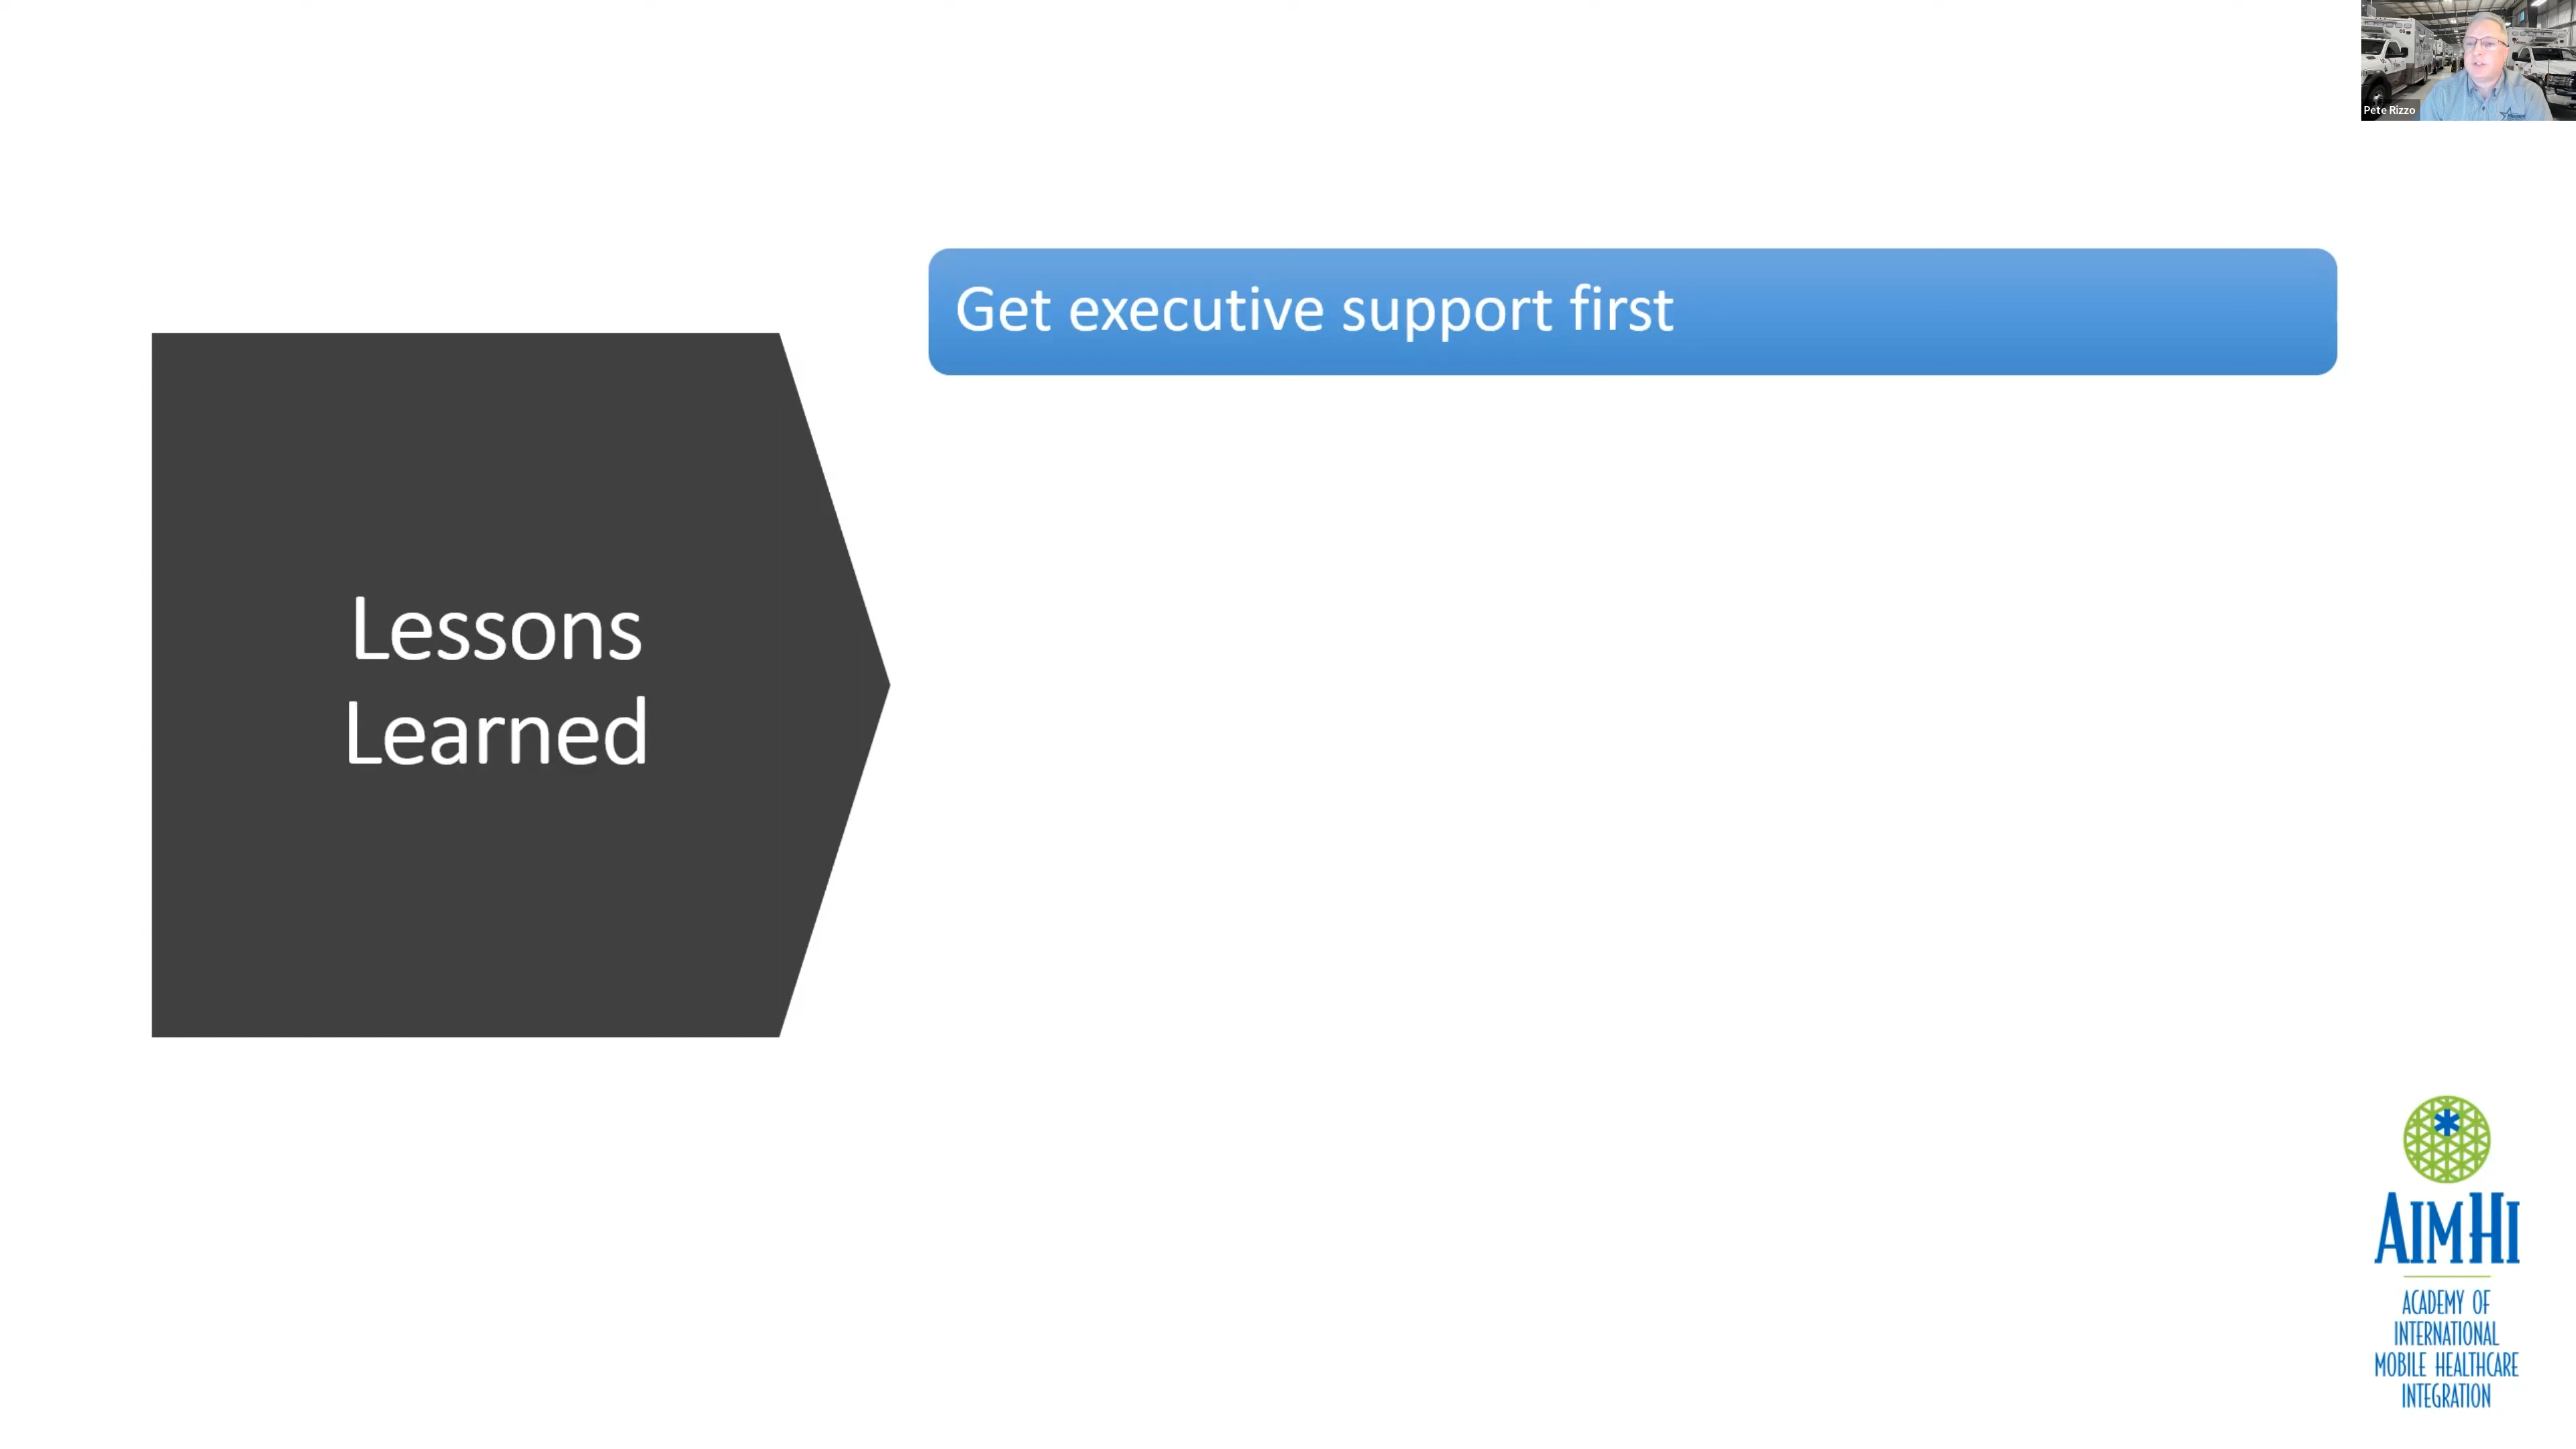 Pete Rizzo
Get executive support first
Lessons
Learned
AIMHI
ACADEMY OF
INTERNATIONAL
MOBILE HEALTHCARE
INTEGRATION